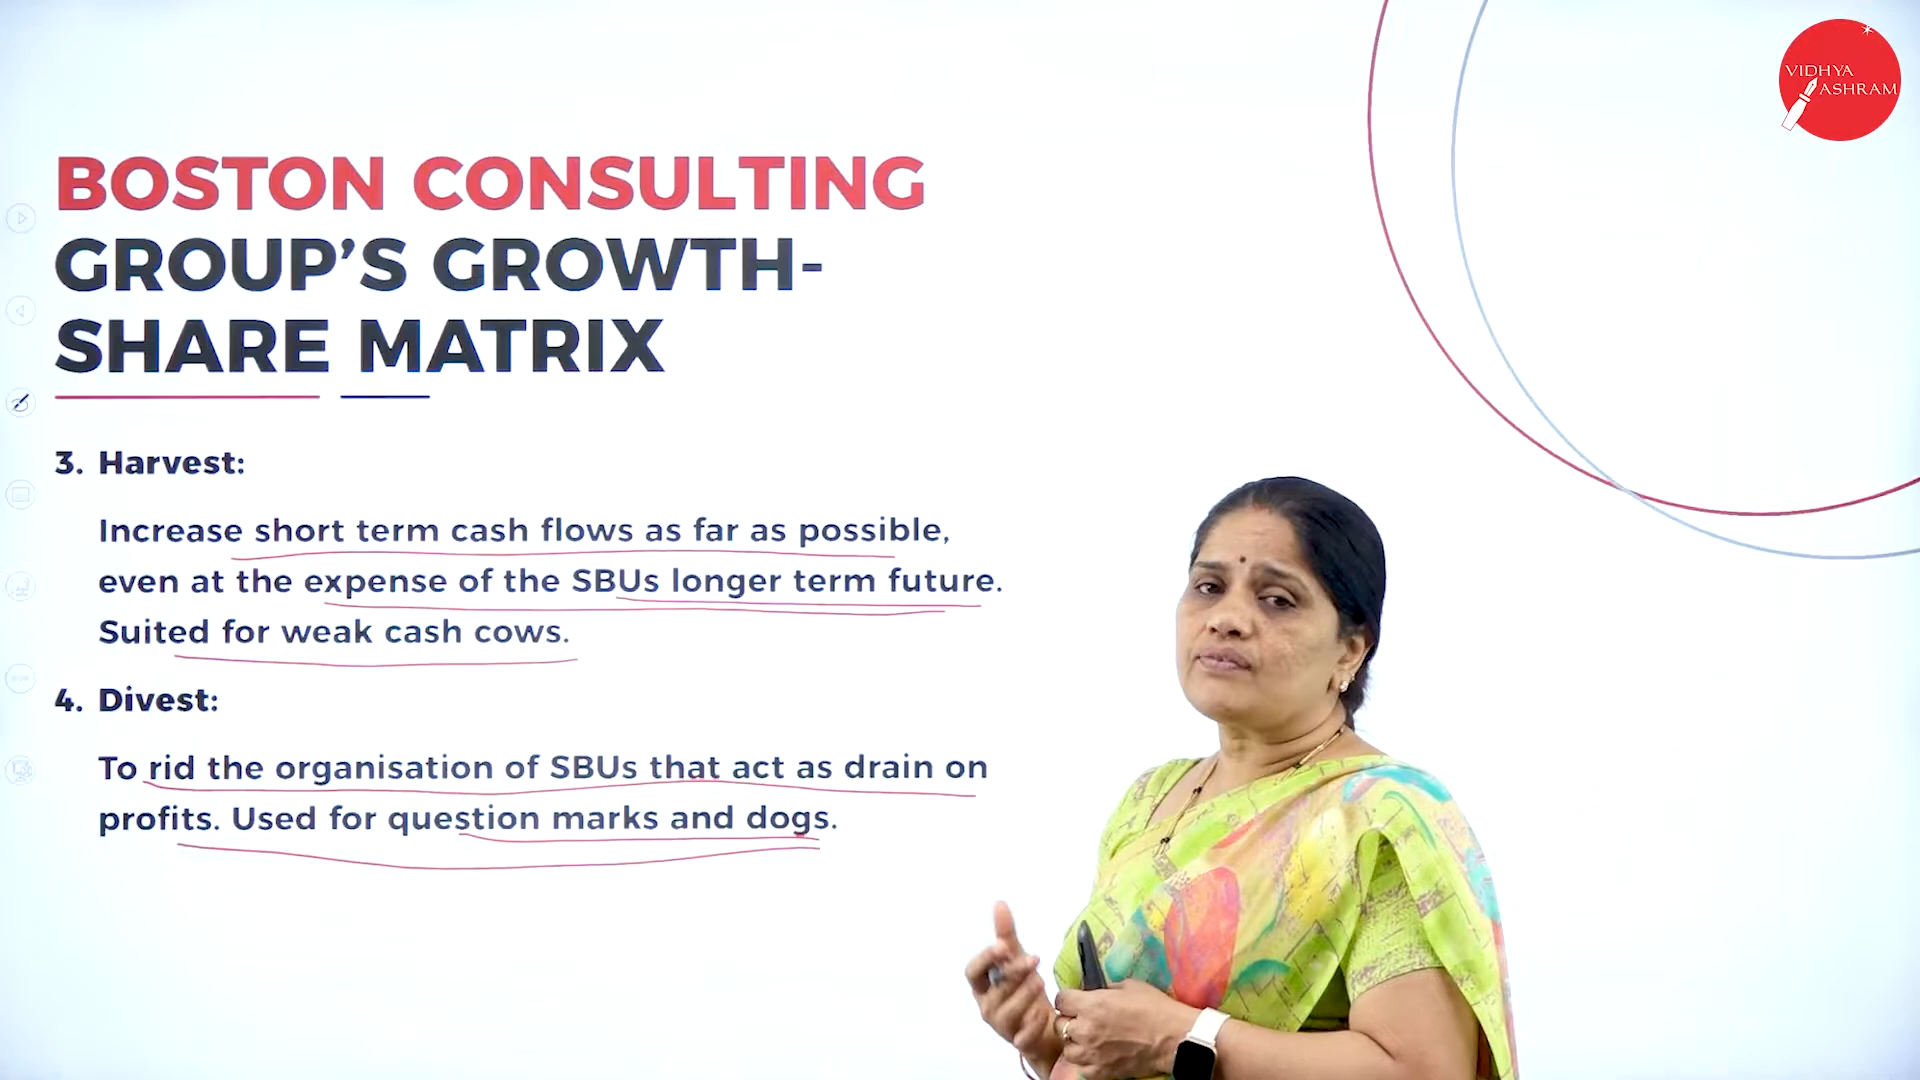 VIDHYA
ASHRAM
BOSTON CONSULTING
GROUP’S GROWTH-
SHARE MATRIX
3. Harvest:
Increase short term cash flows as far as possible,
even at the expense of the SBUs longer term future.
Suited for weak cash cows.
4. Divest:
To rid the organisation of SBUs that act as drain on
profits. Used for question marks and dogs.